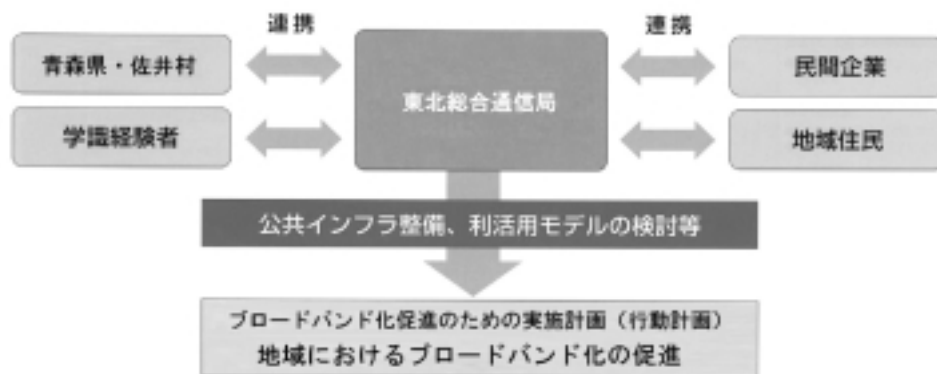 連携
連携
青森県・佐井村
東北総合通信局
民間企業
学識経験者
地域住民
公共インフラ整備、利活用モデルの検討等
ブロードバンド化促進のための実施計画（行動計画）
地域におけるブロードバンド化の促進